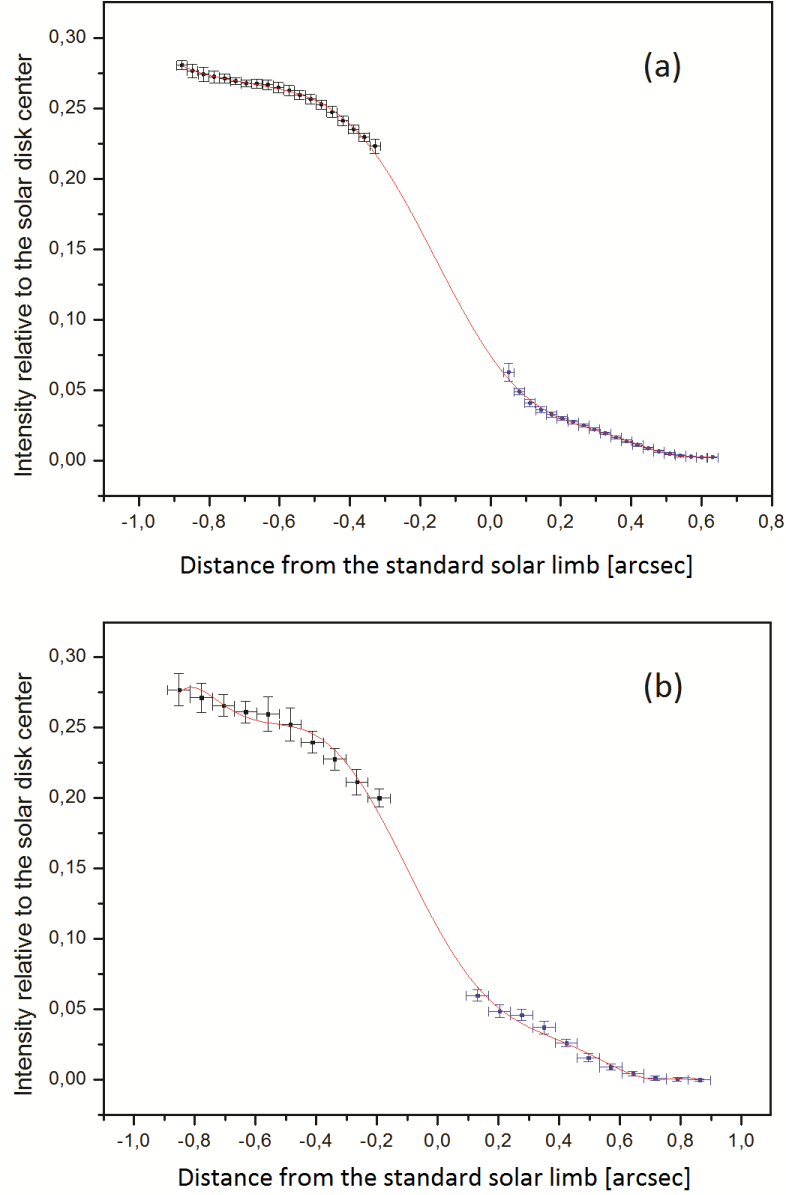 (a)
Intensity relative to the solar disk center
0,30
0,25
0,20
0,15
0,10
0,05
0,00
-1,0 -0,8 -0,6 -0,4 -0,2 0,0 0,2 0,4 0,6 0,8
Distance from the standard solar limb [arcsec]
(b)
Intensity relative to the solar disk center
0,30
0,25
0,20
0,15
0,10
0,05
0,00
-1,0 -0,8 -0,6 -0,4 -0,2 0,0 0,2 0,4 0,6 0,8 1,0
Distance from the standard solar limb [arcsec]